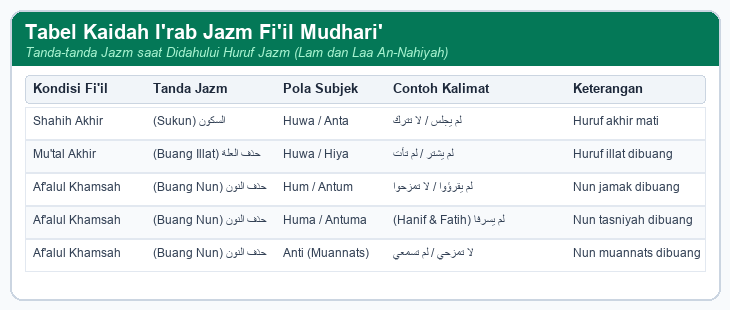 Tabel Kaidah I'rab Jazm Fi'il Mudhari'
Tanda-tanda Jazm saat Didahului Huruf Jazm (Lam dan Laa An-Nahiyah)
Kondisi Fi'il Tanda Jazm Pola Subjek Contoh Kalimat Keterangan
Shahih Akhir (Sukun) السكون Huwa / Anta لم يجلس / لا تترك Huruf akhir mati
Mu'tal Akhir (Buang Illat) حذف العلة Huwa / Hiya لم يشتر / لم تأت Huruf illat dibuang
Af'alul Khamsah (Buang Nun) حذف النون Hum / Antum لم يقرؤوا / لا تمزحوا Nun jamak dibuang
Af'alul Khamsah (Buang Nun) حذف النون Huma / Antuma (Hanif & Fatih) لم يسرفا Nun tasniyah dibuang
Af'alul Khamsah (Buang Nun) حذف النون Anti (Muannats) لا تمزحي / لم تسمعي Nun muannats dibuang